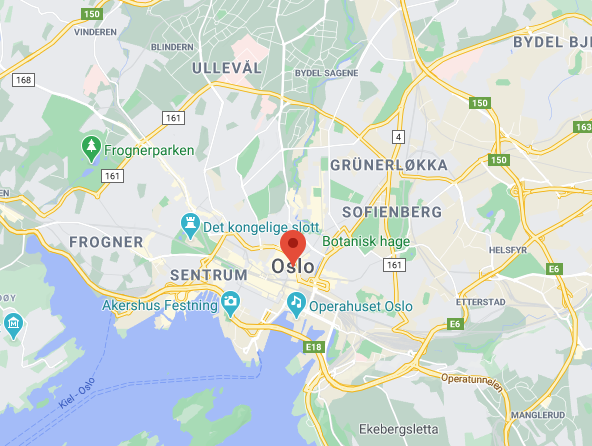 150
VINDEREN
BLINDERN
BYDEL BJ
ULLEVÅL
BYDEL SAGENE
168
150
161
163
4
Frognerparken
150
GRÜNERLØKKA
161
SOFIENBERG
Det kongelige slott
FROGNER
Botanisk hage
HELSFYR
SENTRUM
Oslo
161
E6
Akershus Festning
Operahuset Oslo
ETTERSTAD
ØY
E6
E18
Kiel - Oslo
Operatunnelen
MANGLERUD
Ekebergsletta